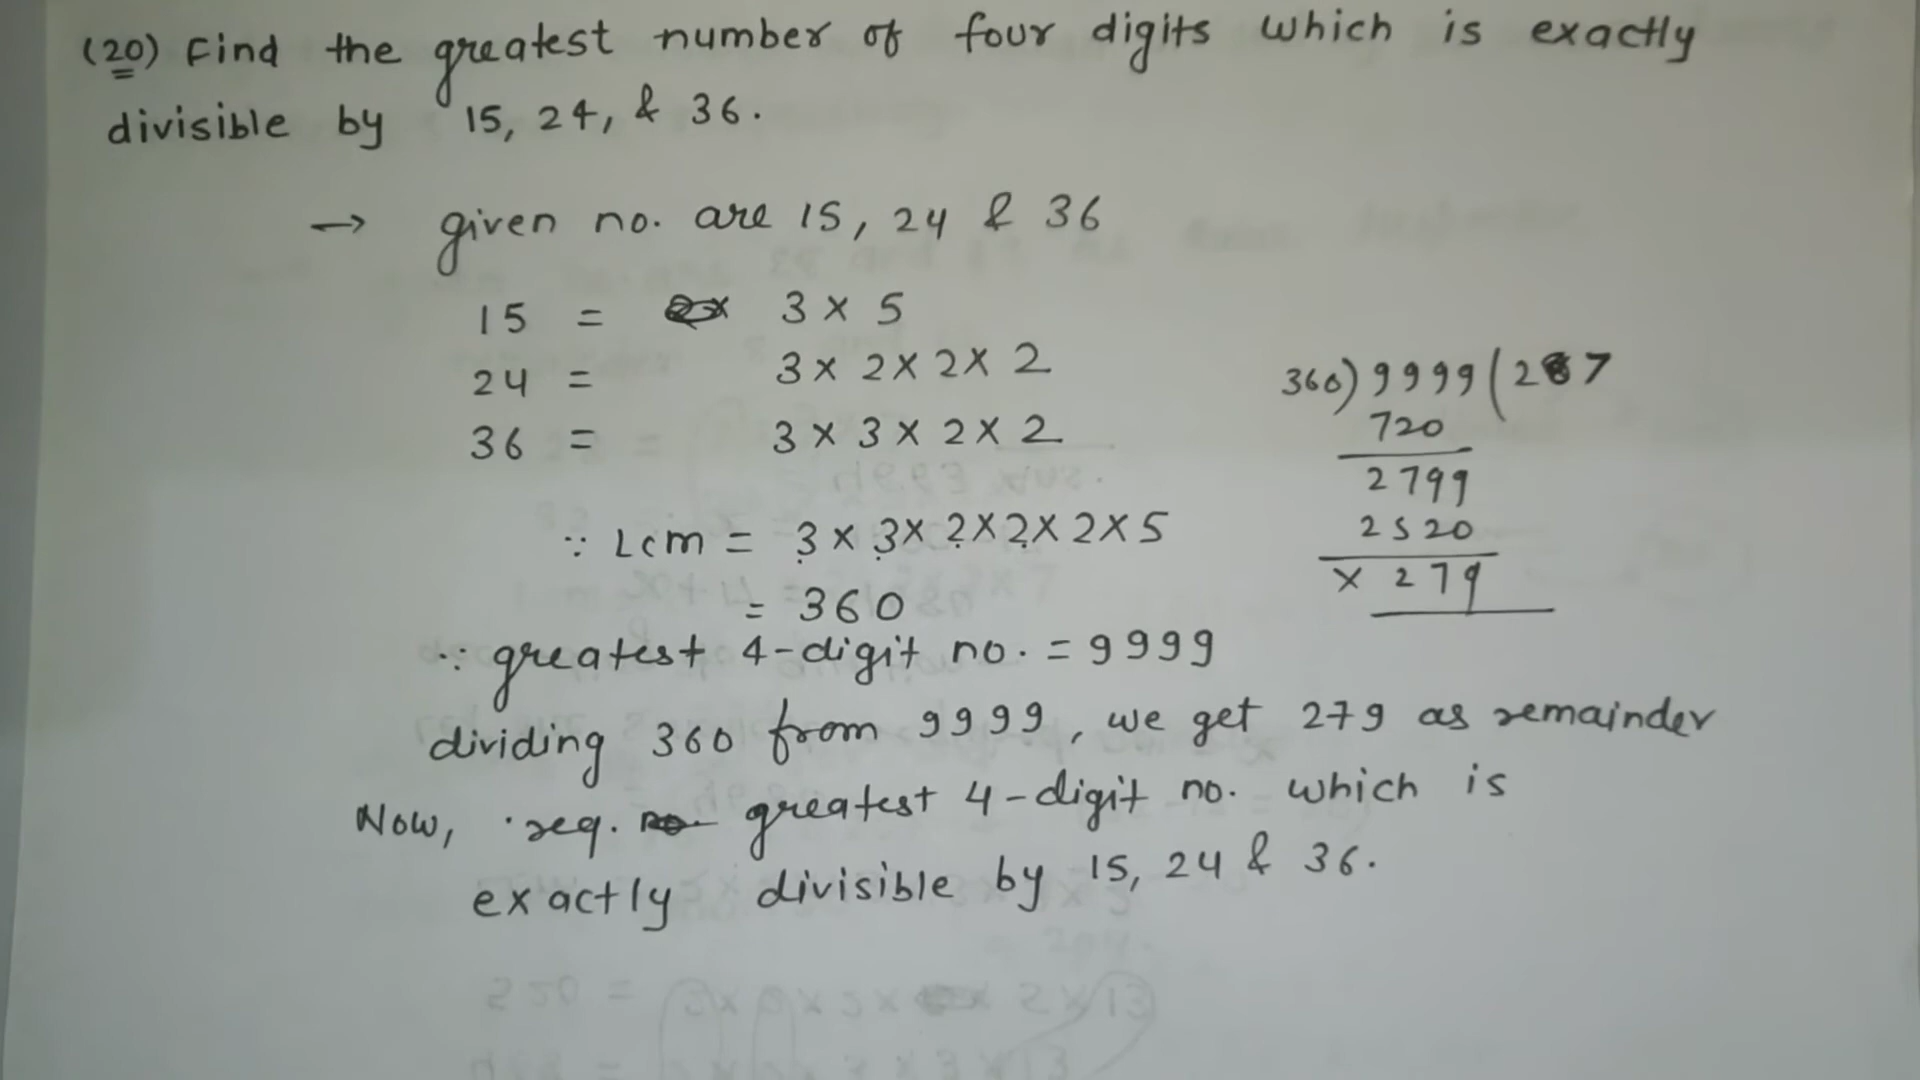 (20) Find the greatest number of four digits which is exactly
divisible by 15, 24, & 36.
→ given no. are 15, 24 & 36
15 = 3 × 5
24 = 3 × 2 × 2 × 2
36 = 3 × 3 × 2 × 2
360) 9999 ( 27
720
2799
2520
× 279
∵ Lcm = 3 × 3 × 2 × 2 × 2 × 5
= 360
∵ greatest 4-digit no. = 9999
dividing 360 from 9999, we get 279 as remainder
Now, req. greatest 4-digit no. which is
exactly divisible by 15, 24 & 36.